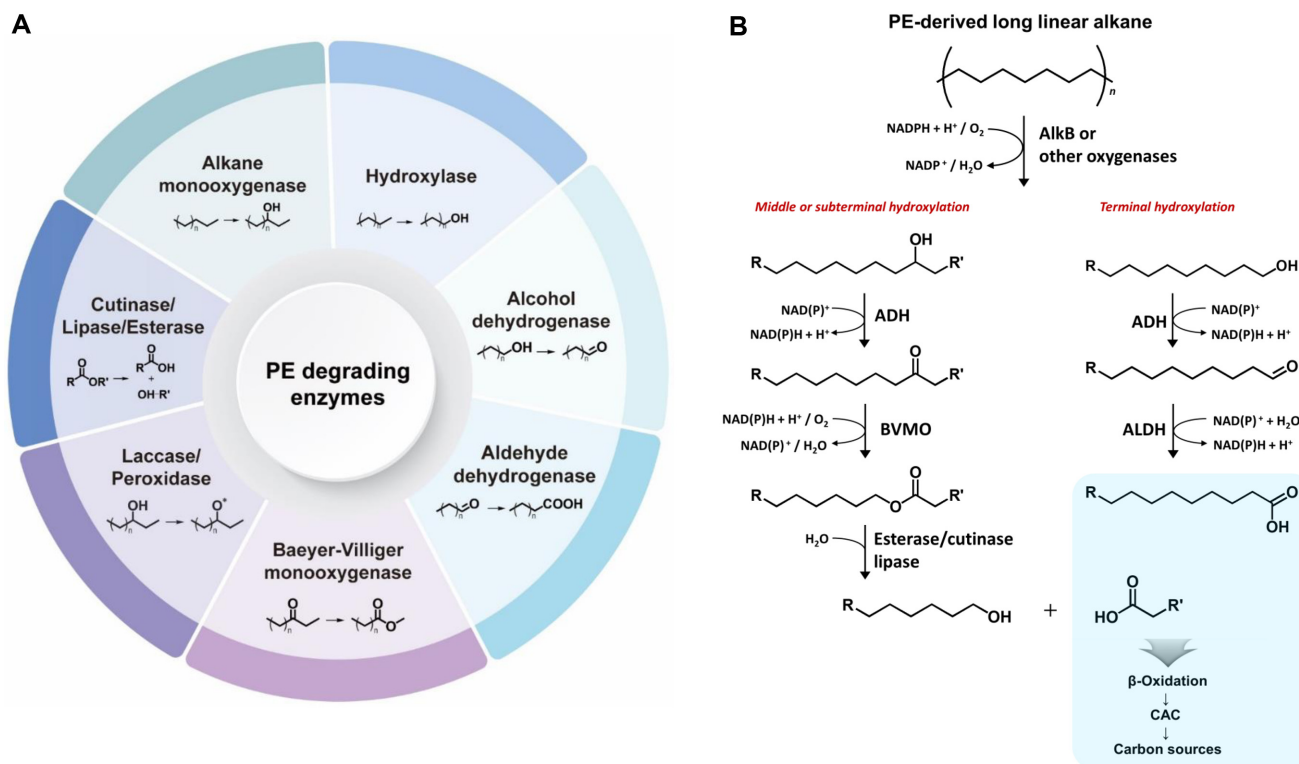 A
Alkane
monooxygenase
OH
n
n
Hydroxylase
n
n
OH
Cutinase/
Lipase/Esterase
O
R
OR'
O
R
OH
+
OH-R'
Alcohol
dehydrogenase
n
OH
n
O
PE degrading
enzymes
Laccase/
Peroxidase
OH
n
O*
n
Aldehyde
dehydrogenase
n
O
n
COOH
Baeyer-Villiger
monooxygenase
O
n
O
n
O
B
PE-derived long linear alkane
n
NADPH + H⁺ / O₂
NADP⁺ / H₂O
AlkB or
other oxygenases
Middle or subterminal hydroxylation
Terminal hydroxylation
OH
R
R'
R
OH
NAD(P)⁺
NAD(P)H + H⁺
ADH
ADH
NAD(P)⁺
NAD(P)H + H⁺
O
R
R'
R
O
NAD(P)H + H⁺ / O₂
NAD(P)⁺ / H₂O
BVMO
ALDH
NAD(P)⁺ + H₂O
NAD(P)H + H⁺
O
R
O
R'
R
O
OH
H₂O
Esterase/cutinase
lipase
R
OH
+
O
HO
R'
β-Oxidation
↓
CAC
↓
Carbon sources